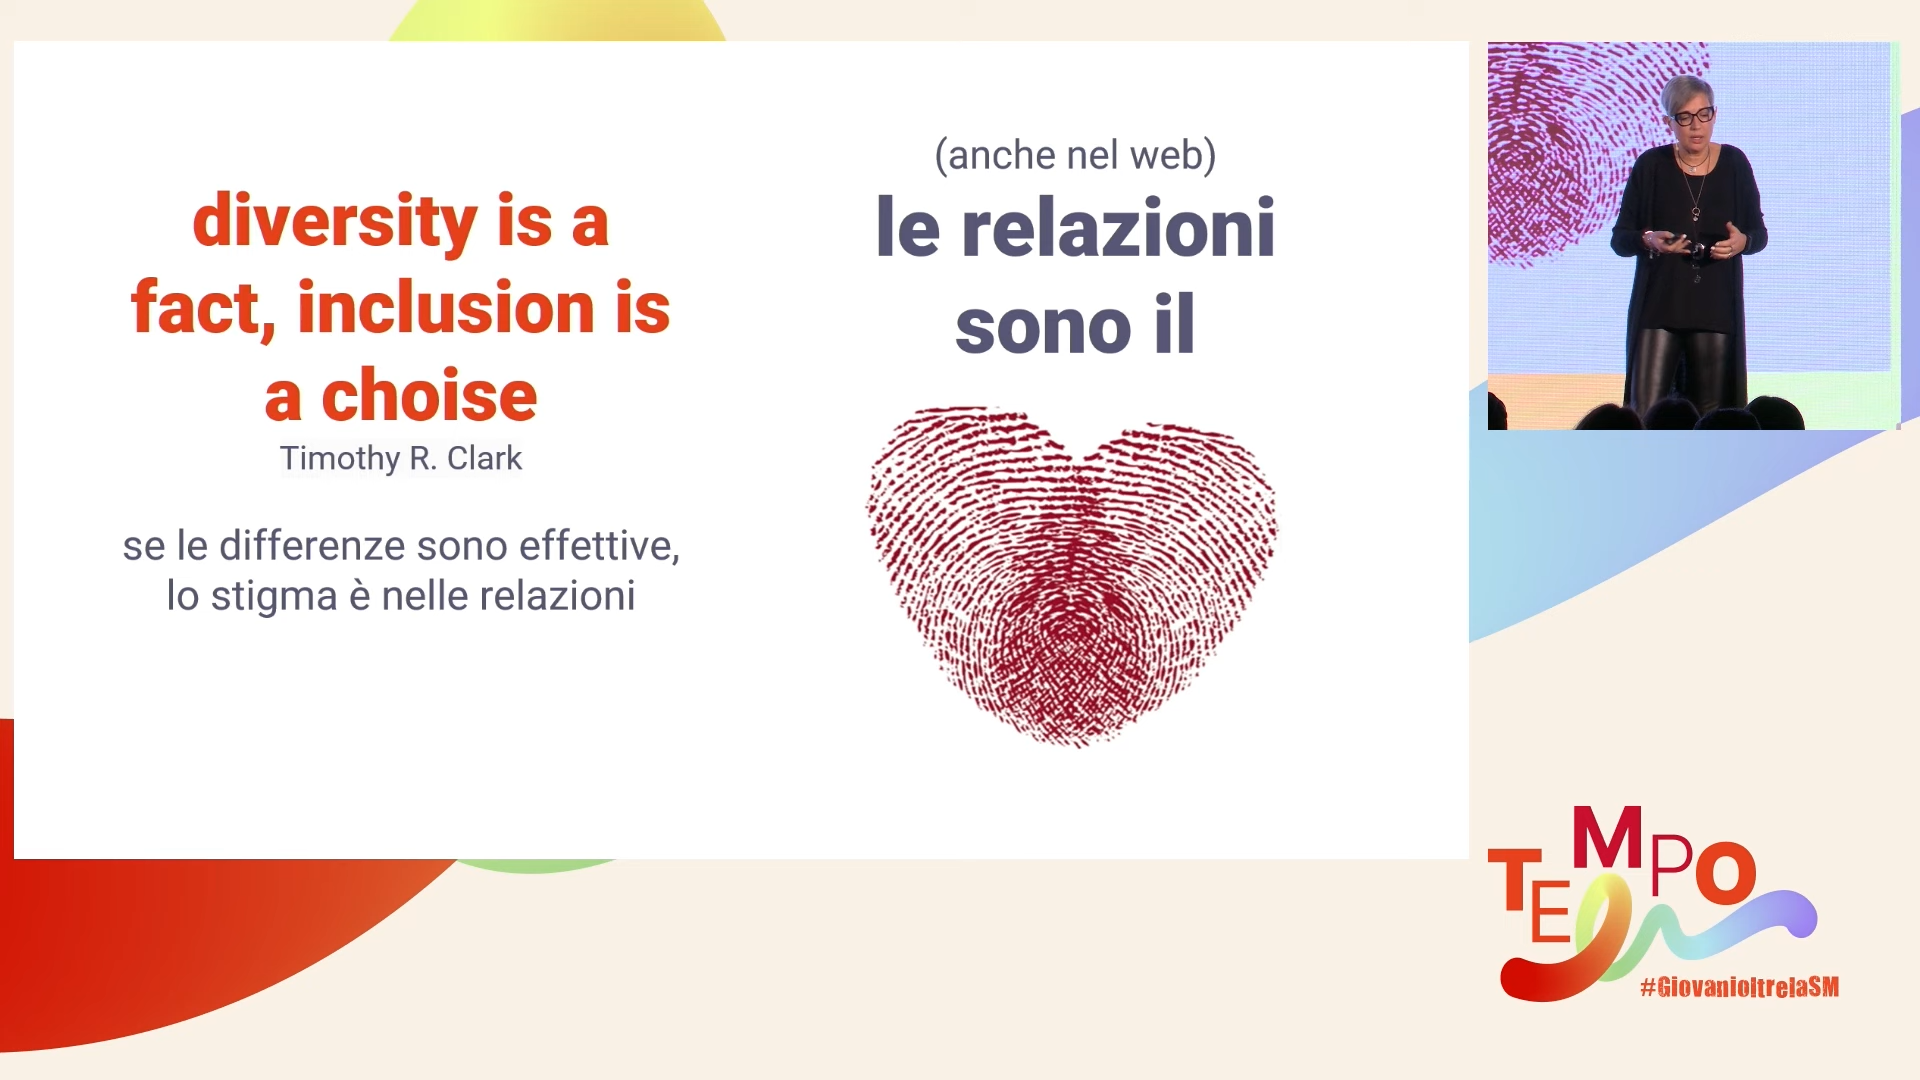 diversity is a
fact, inclusion is
a choise
Timothy R. Clark
se le differenze sono effettive,
lo stigma è nelle relazioni
(anche nel web)
le relazioni
sono il
TEMPO
#GiovanioltrelaSM